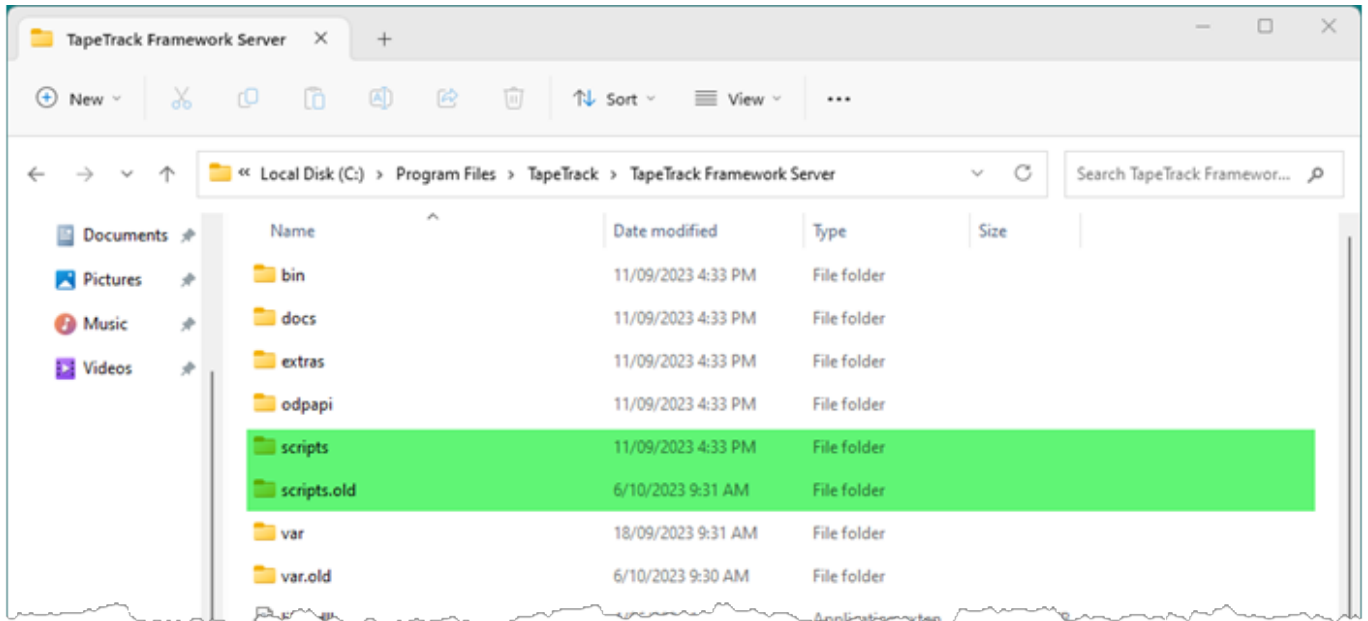 TapeTrack Framework Server
New
Sort
View
« Local Disk (C:) > Program Files > TapeTrack > TapeTrack Framework Server
Search TapeTrack Framewor...
Documents
Pictures
Music
Videos
Name Date modified Type Size
bin 11/09/2023 4:33 PM File folder
docs 11/09/2023 4:33 PM File folder
extras 11/09/2023 4:33 PM File folder
odpapi 11/09/2023 4:33 PM File folder
scripts 11/09/2023 4:33 PM File folder
scripts.old 6/10/2023 9:31 AM File folder
var 18/09/2023 9:31 AM File folder
var.old 6/10/2023 9:30 AM File folder